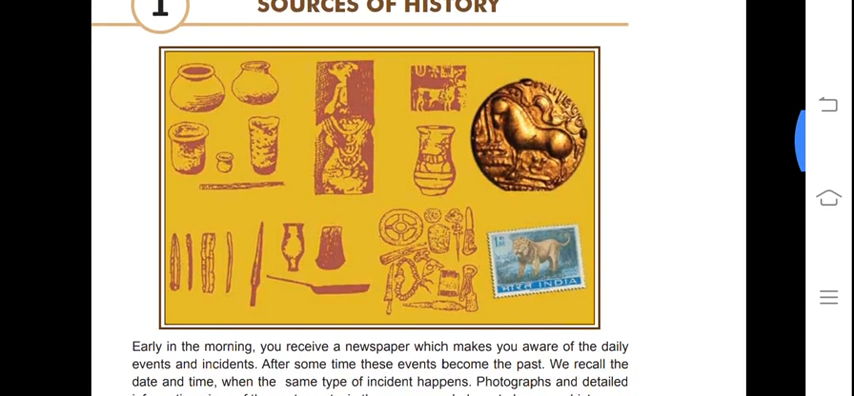 1
SOURCES OF HISTORY
भारत INDIA
Early in the morning, you receive a newspaper which makes you aware of the daily
events and incidents. After some time these events become the past. We recall the
date and time, when the same type of incident happens. Photographs and detailed